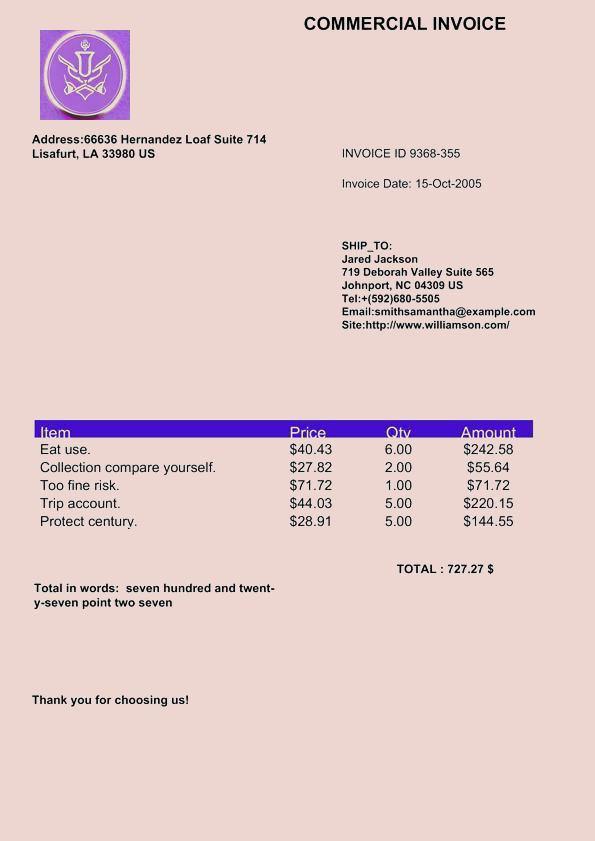 COMMERCIAL INVOICE
Address:66636 Hernandez Loaf Suite 714
Lisafurt, LA 33980 US
INVOICE ID 9368-355
Invoice Date: 15-Oct-2005
SHIP_TO:
Jared Jackson
719 Deborah Valley Suite 565
Johnport, NC 04309 US
Tel:+(592)680-5505
Email:smithsamantha@example.com
Site:http://www.williamson.com/
Item Price Qty Amount
Eat use. $40.43 6.00 $242.58
Collection compare yourself. $27.82 2.00 $55.64
Too fine risk. $71.72 1.00 $71.72
Trip account. $44.03 5.00 $220.15
Protect century. $28.91 5.00 $144.55
TOTAL : 727.27 $
Total in words: seven hundred and twent-
y-seven point two seven
Thank you for choosing us!